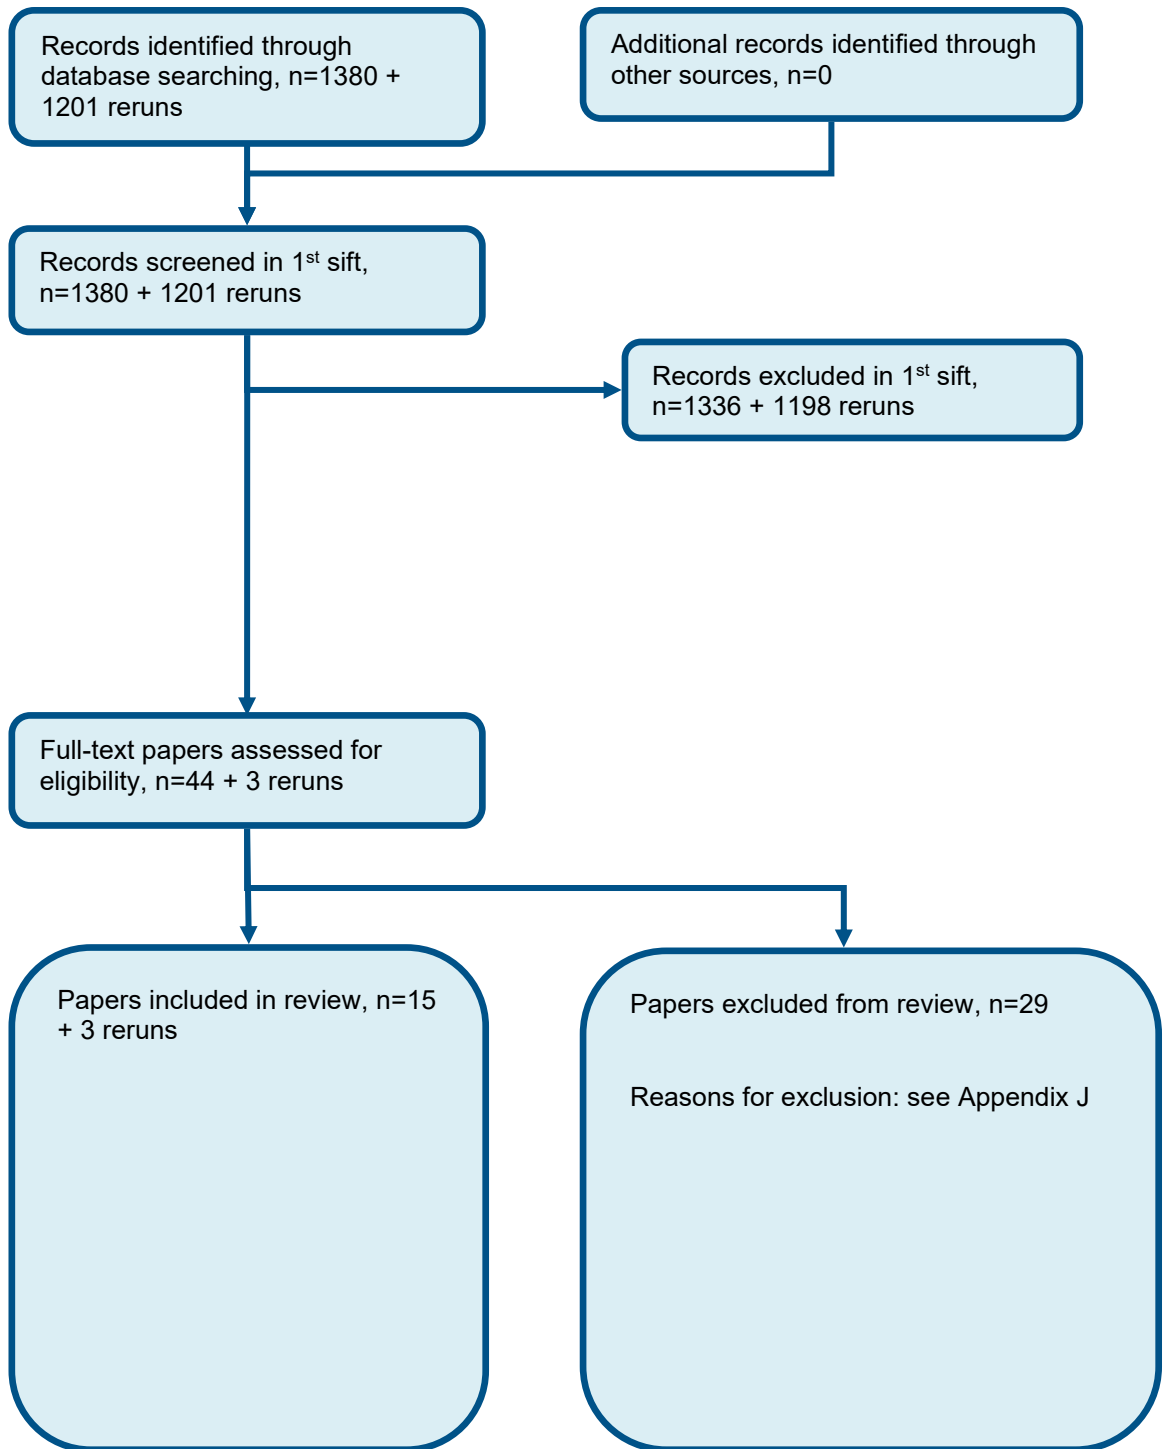 Records identified through
database searching, n=1380 +
1201 reruns
Additional records identified through
other sources, n=0
Records screened in 1st sift,
n=1380 + 1201 reruns
Records excluded in 1st sift,
n=1336 + 1198 reruns
Full-text papers assessed for
eligibility, n=44 + 3 reruns
Papers included in review, n=15
+ 3 reruns
Papers excluded from review, n=29
Reasons for exclusion: see Appendix J